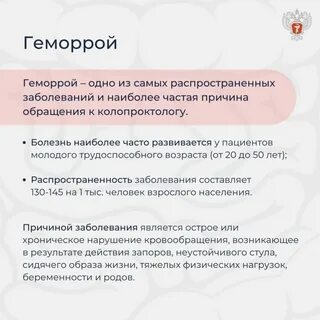 Геморрой
Геморрой – одно из самых распространенных
заболеваний и наиболее частая причина
обращения к колопроктологу.
• Болезнь наиболее часто развивается у пациентов
молодого трудоспособного возраста (от 20 до 50 лет);
• Распространенность заболевания составляет
130-145 на 1 тыс. человек взрослого населения.
Причиной заболевания является острое или
хроническое нарушение кровообращения, возникающее
в результате действия запоров, неустойчивого стула,
сидячего образа жизни, тяжелых физических нагрузок,
беременности и родов.